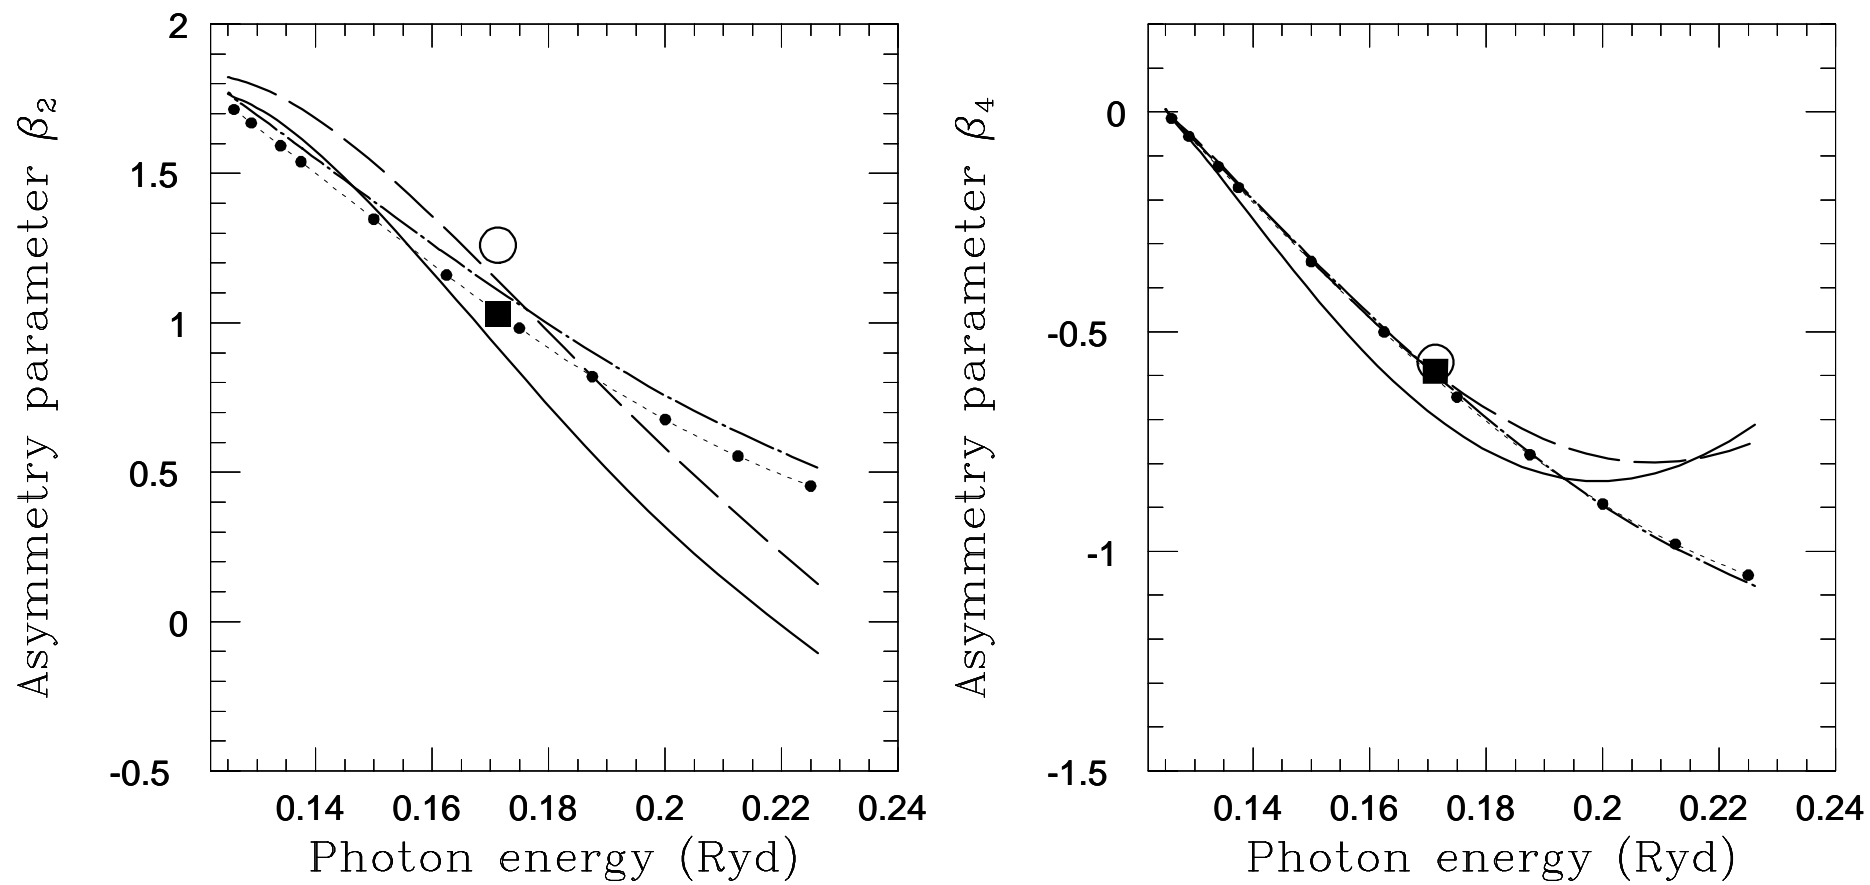 Asymmetry parameter β2
2
1.5
1
0.5
0
-0.5
0.14 0.16 0.18 0.2 0.22 0.24
Photon energy (Ryd)
Asymmetry parameter β4
0
-0.5
-1
-1.5
0.14 0.16 0.18 0.2 0.22 0.24
Photon energy (Ryd)